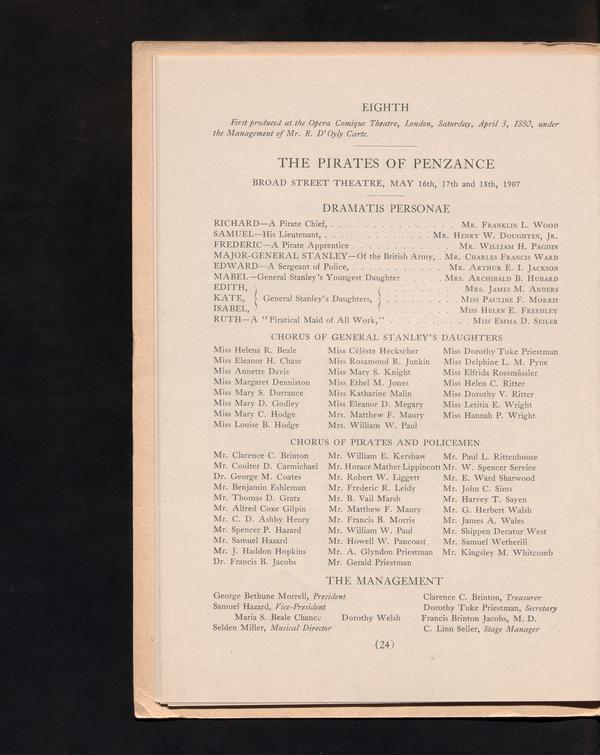 EIGHTH
First produced at the Opera Comique Theatre, London, Saturday, April 3, 1880, under
the Management of Mr. R. D'Oyly Carte.
THE PIRATES OF PENZANCE
BROAD STREET THEATRE, MAY 16th, 17th and 18th, 1907
DRAMATIS PERSONAE
RICHARD—A Pirate Chief, . . . . . . . . . . . . . . . Mr. Franklin L. Wood
SAMUEL—His Lieutenant, . . . . . . . . . . . . . Mr. Henry W. Doughten, Jr.
FREDERIC—A Pirate Apprentice . . . . . . . . . . . Mr. William H. Pagdin
MAJOR-GENERAL STANLEY—Of the British Army, Mr. Charles Francis Ward
EDWARD—A Sergeant of Police, . . . . . . . . . . Mr. Arthur E. I. Jackson
MABEL—General Stanley's Youngest Daughter . . . . Mrs. Archibald B. Hubard
EDITH, . . . . . . . . Mrs. James M. Anders
KATE, } General Stanley's Daughters, } . . . . . . . Miss Pauline F. Morris
ISABEL, . . . . . . . Miss Helen E. Freedley
RUTH—A "Piratical Maid of All Work," . . . . . . . . . Miss Emma D. Seiler
CHORUS OF GENERAL STANLEY'S DAUGHTERS
Miss Helena R. Beale Miss Céleste Heckscher Miss Dorothy Tuke Priestman
Miss Eleanor H. Chase Miss Rosamond R. Junkin Miss Delphine L. M. Pyne
Miss Annette Davis Miss Mary S. Knight Miss Elfrida Rossmässler
Miss Margaret Denniston Miss Ethel M. Jones Miss Helen C. Ritter
Miss Mary S. Dorrance Miss Katharine Malin Miss Dorothy V. Ritter
Miss Mary D. Godley Miss Eleanor D. Megary Miss Letitia E. Wright
Miss Mary C. Hodge Mrs. Matthew F. Maury Miss Hannah P. Wright
Miss Louise B. Hodge Mrs. William W. Paul
CHORUS OF PIRATES AND POLICEMEN
Mr. Clarence C. Brinton Mr. William E. Kershaw Mr. Paul L. Rittenhouse
Mr. Coulter D. Carmichael Mr. Horace Mather Lippincott Mr. W. Spencer Service
Dr. George M. Coates Mr. Robert W. Liggett Mr. E. Ward Sharwood
Mr. Benjamin Eshleman Mr. Frederic R. Leidy Mr. John C. Sims
Mr. Thomas D. Gratz Mr. B. Vail Marsh Mr. Harvey T. Sayen
Mr. Alfred Coxe Gilpin Mr. Matthew F. Maury Mr. G. Herbert Walsh
Mr. C. D. Ashby Henry Mr. Francis B. Morris Mr. James A. Wales
Mr. Spencer P. Hazard Mr. William W. Paul Mr. Shippen Decatur West
Mr. Samuel Hazard Mr. Howell W. Pancoast Mr. Samuel Wetherill
Mr. J. Haddon Hopkins Mr. A. Glyndon Priestman Mr. Kingsley M. Whitcomb
Dr. Francis B. Jacobs Mr. Gerald Priestman
THE MANAGEMENT
George Bethune Morrell, President Clarence C. Brinton, Treasurer
Samuel Hazard, Vice-President Dorothy Tuke Priestman, Secretary
Maria S. Beale Chance Dorothy Welsh Francis Brinton Jacobs, M. D.
Selden Miller, Musical Director C. Linn Seiler, Stage Manager
(24)